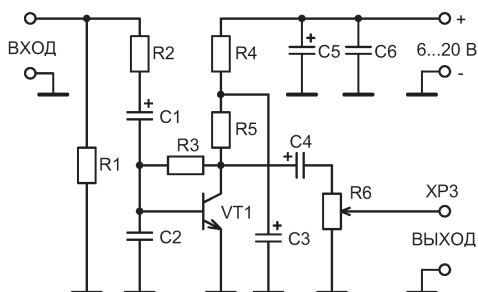 ВХОД
R2
R4
+
C5
+
C6
+
6...20 В
-
+
C1
R5
R1
R3
+
C4
R6
XP3
VT1
+
C2
C3
ВЫХОД